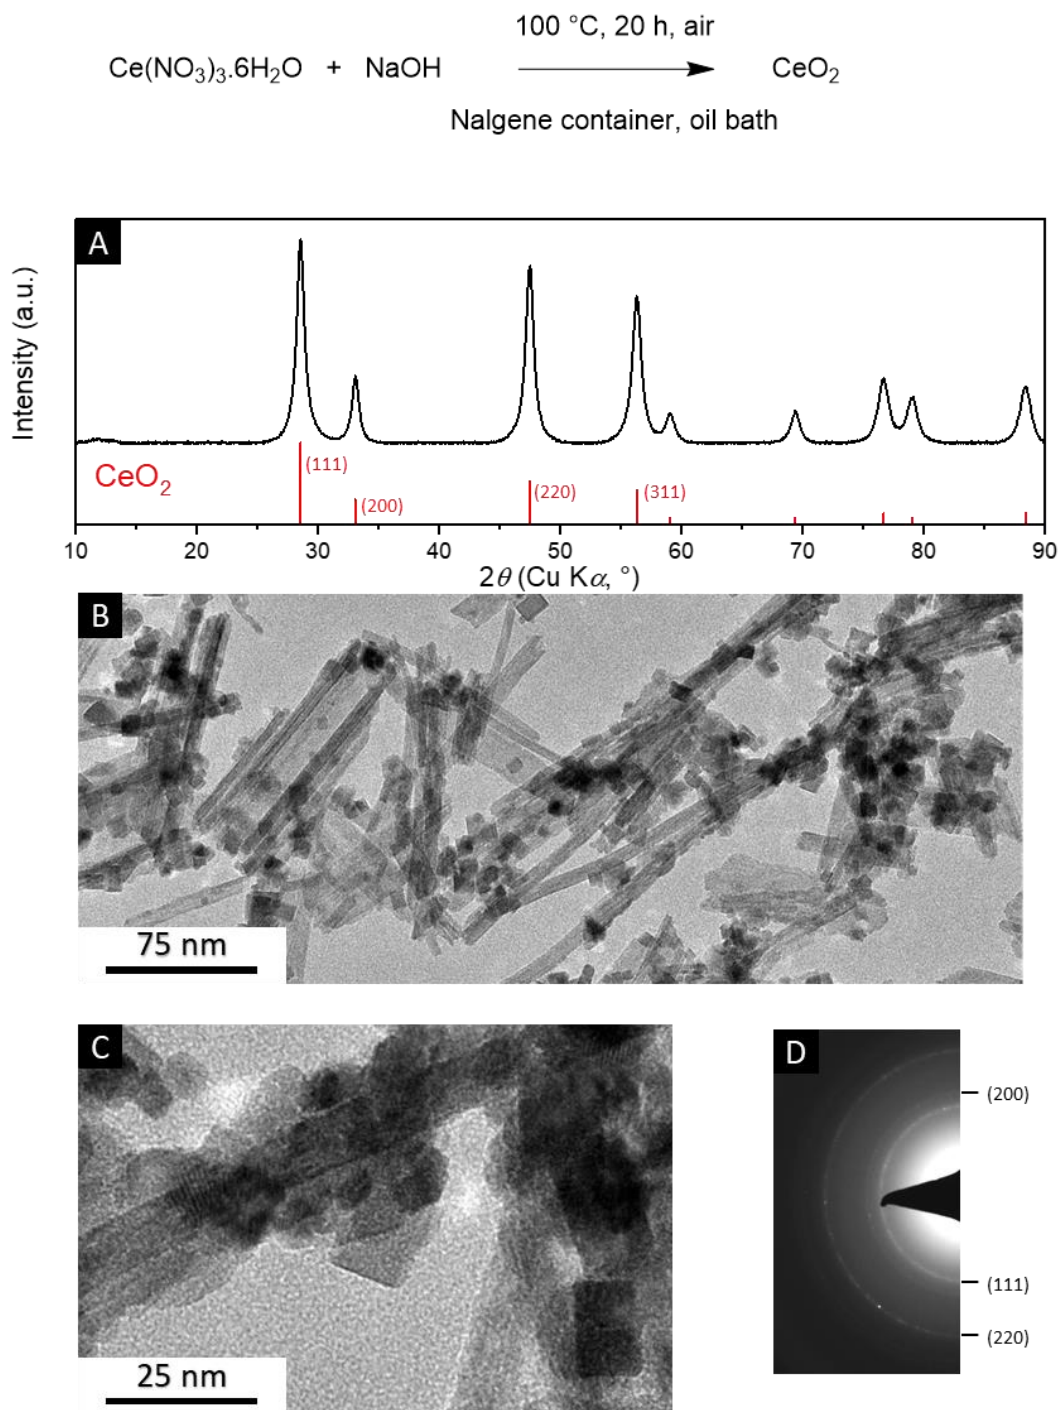 100 °C, 20 h, air
Ce(NO₃)₃.6H₂O + NaOH CeO₂
Nalgene container, oil bath
A
Intensity (a.u.)
CeO₂
(111)
(200)
(220)
(311)
10 20 30 40 50 60 70 80 90
2θ (Cu Kα, °)
B
75 nm
C
25 nm
D
(200)
(111)
(220)